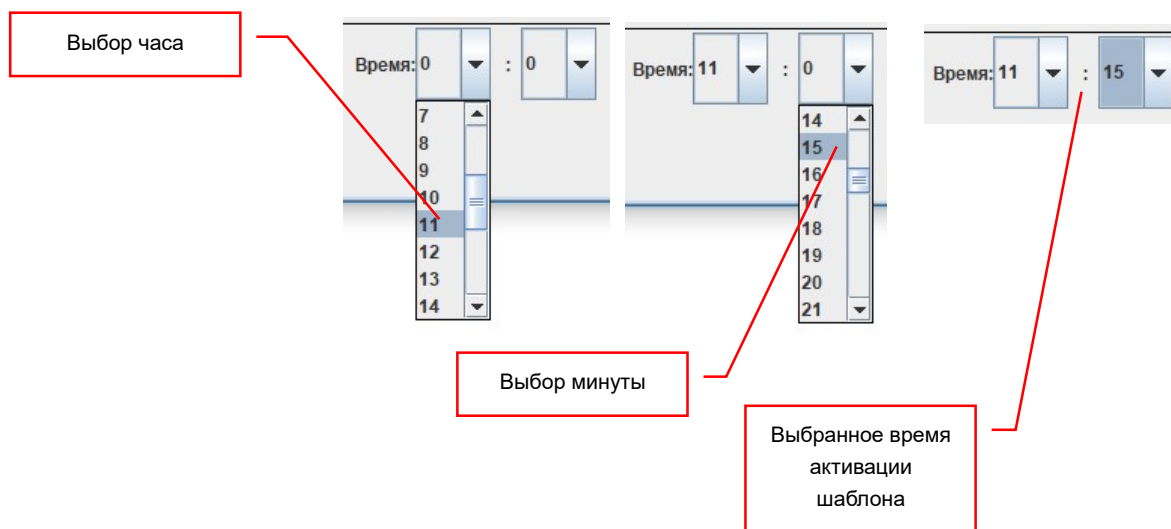 Выбор часа
Время: 0 : 0
7
8
9
10
11
12
13
14
Время: 11 : 0
14
15
16
17
18
19
20
21
Время: 11 : 15
Выбор минуты
Выбранное время
активации
шаблона